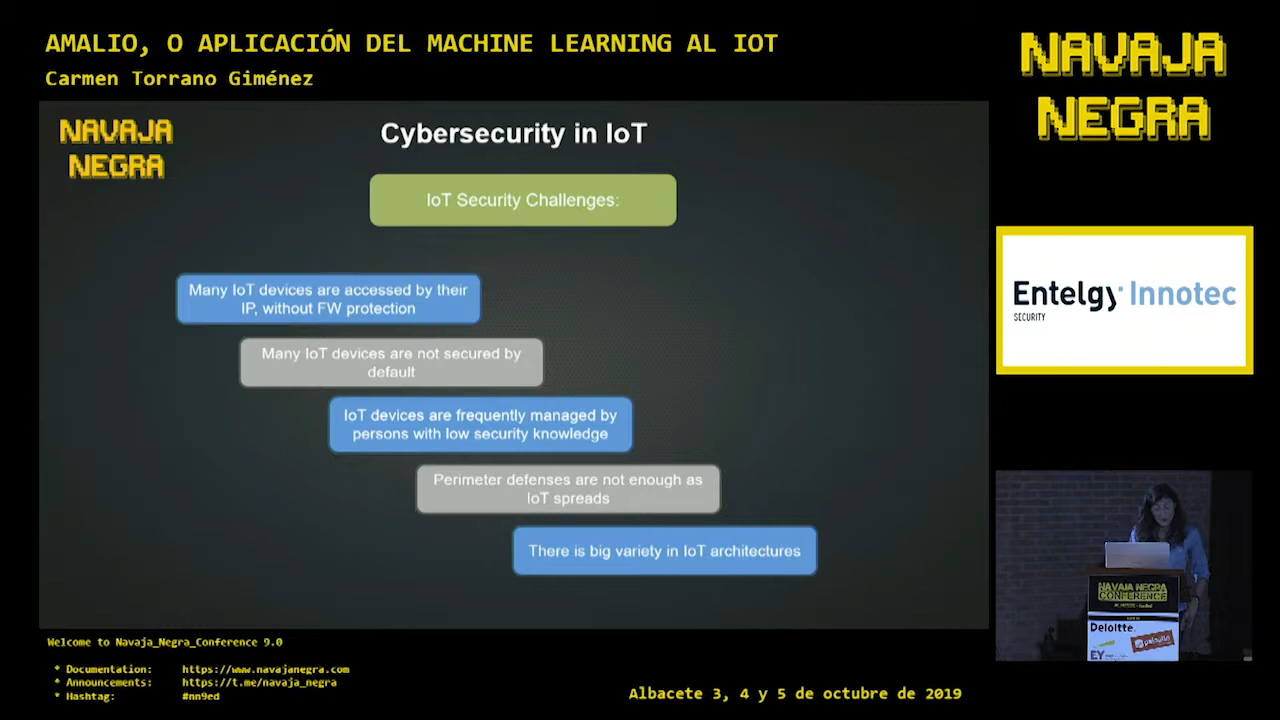 AMALIO, O APLICACIÓN DEL MACHINE LEARNING AL IOT
Carmen Torrano Giménez
NAVAJA
NEGRA
NAVAJA
NEGRA
Cybersecurity in IoT
IoT Security Challenges:
Many IoT devices are accessed by their
IP, without FW protection
Many IoT devices are not secured by
default
IoT devices are frequently managed by
persons with low security knowledge
Perimeter defenses are not enough as
IoT spreads
There is big variety in IoT architectures
Entelgy Innotec
SECURITY
NAVAJA NEGRA
CONFERENCE
Deloitte.
EY
Welcome to Navaja_Negra_Conference 9.0
* Documentation: https://www.navajanegra.com
* Announcements: https://t.me/navaja_negra
* Hashtag: #nn9ed
Albacete 3, 4 y 5 de octubre de 2019